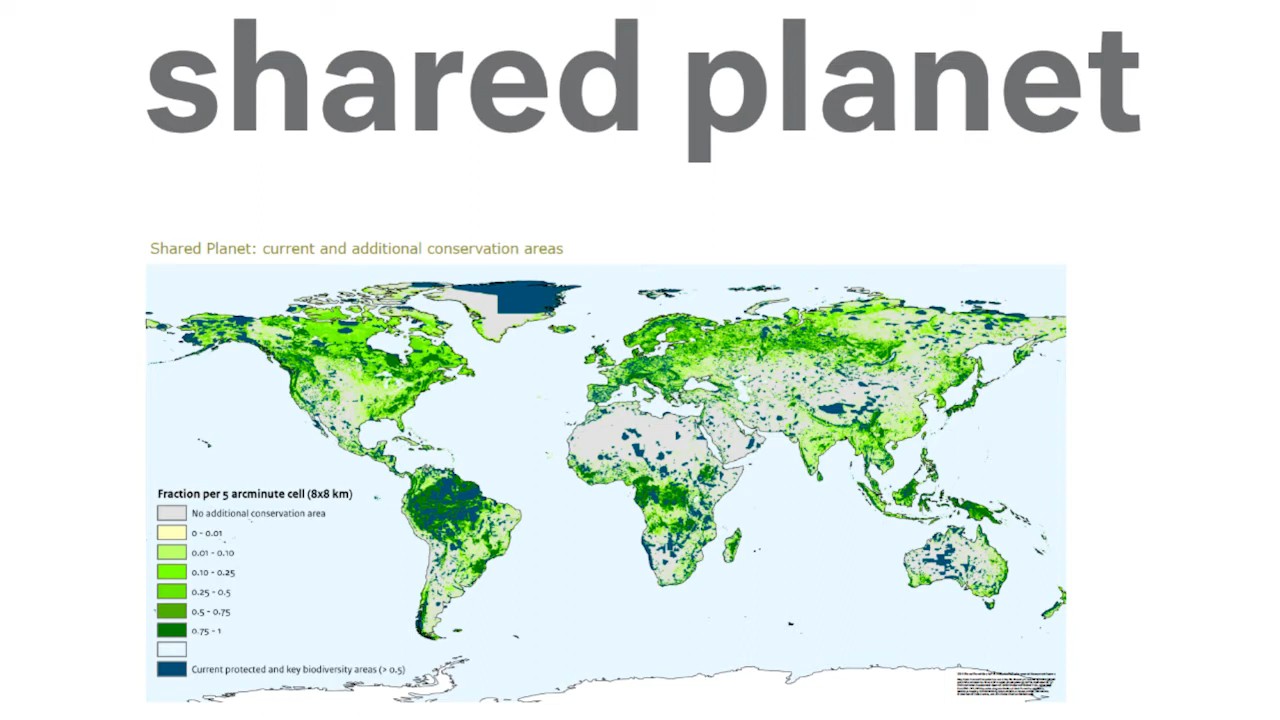 shared planet
Shared Planet: current and additional conservation areas
Fraction per 5 arcminute cell (8x8 km)
No additional conservation area
0 - 0.01
0.01 - 0.10
0.10 - 0.25
0.25 - 0.5
0.5 - 0.75
0.75 - 1
Current protected and key biodiversity areas (> 0.5)